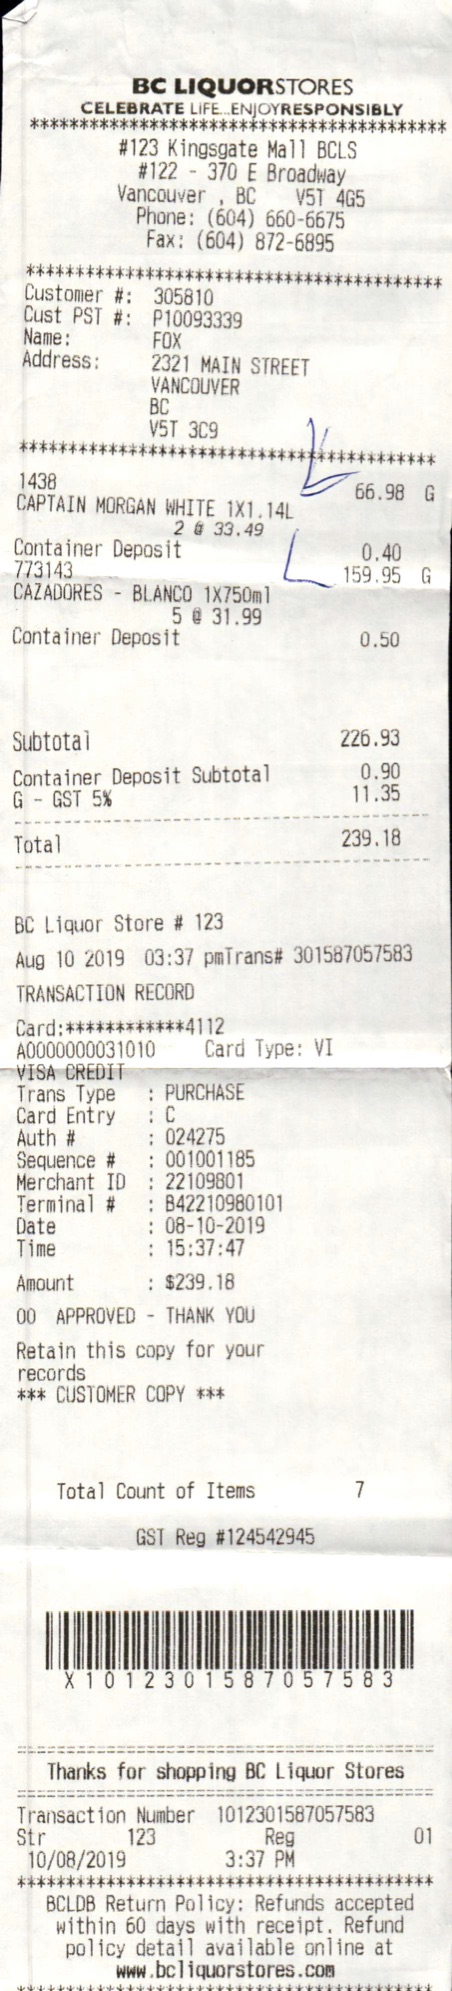 BC LIQUORSTORES
CELEBRATE LIFE...ENJOYRESPONSIBLY
******************************************
#123 Kingsgate Mall BCLS
#122 - 370 E Broadway
Vancouver , BC V5T 4G5
Phone: (604) 660-6675
Fax: (604) 872-6895
******************************************
Customer #: 305810
Cust PST #: P10093339
Name: FOX
Address: 2321 MAIN STREET
VANCOUVER
BC
V5T 3C9
******************************************
1438 66.98 G
CAPTAIN MORGAN WHITE 1X1.14L
2 @ 33.49
Container Deposit 0.40
773143 159.95 G
CAZADORES - BLANCO 1X750ml
5 @ 31.99
Container Deposit 0.50
Subtotal 226.93
Container Deposit Subtotal 0.90
G - GST 5% 11.35
------------------------------------------
Total 239.18
------------------------------------------
BC Liquor Store # 123
Aug 10 2019 03:37 pmTrans# 301587057583
TRANSACTION RECORD
Card:************4112
A0000000031010 Card Type: VI
VISA CREDIT
Trans Type : PURCHASE
Card Entry : C
Auth # : 024275
Sequence # : 001001185
Merchant ID : 22109801
Terminal # : B42210980101
Date : 08-10-2019
Time : 15:37:47
Amount : $239.18
00 APPROVED - THANK YOU
Retain this copy for your
records
*** CUSTOMER COPY ***
Total Count of Items 7
GST Reg #124542945
X1012301587057583
==========================================
Thanks for shopping BC Liquor Stores
==========================================
Transaction Number 1012301587057583
Str 123 Reg 01
10/08/2019 3:37 PM
******************************************
BCLDB Return Policy: Refunds accepted
within 60 days with receipt. Refund
policy detail available online at
www.bcliquorstores.com
******************************************